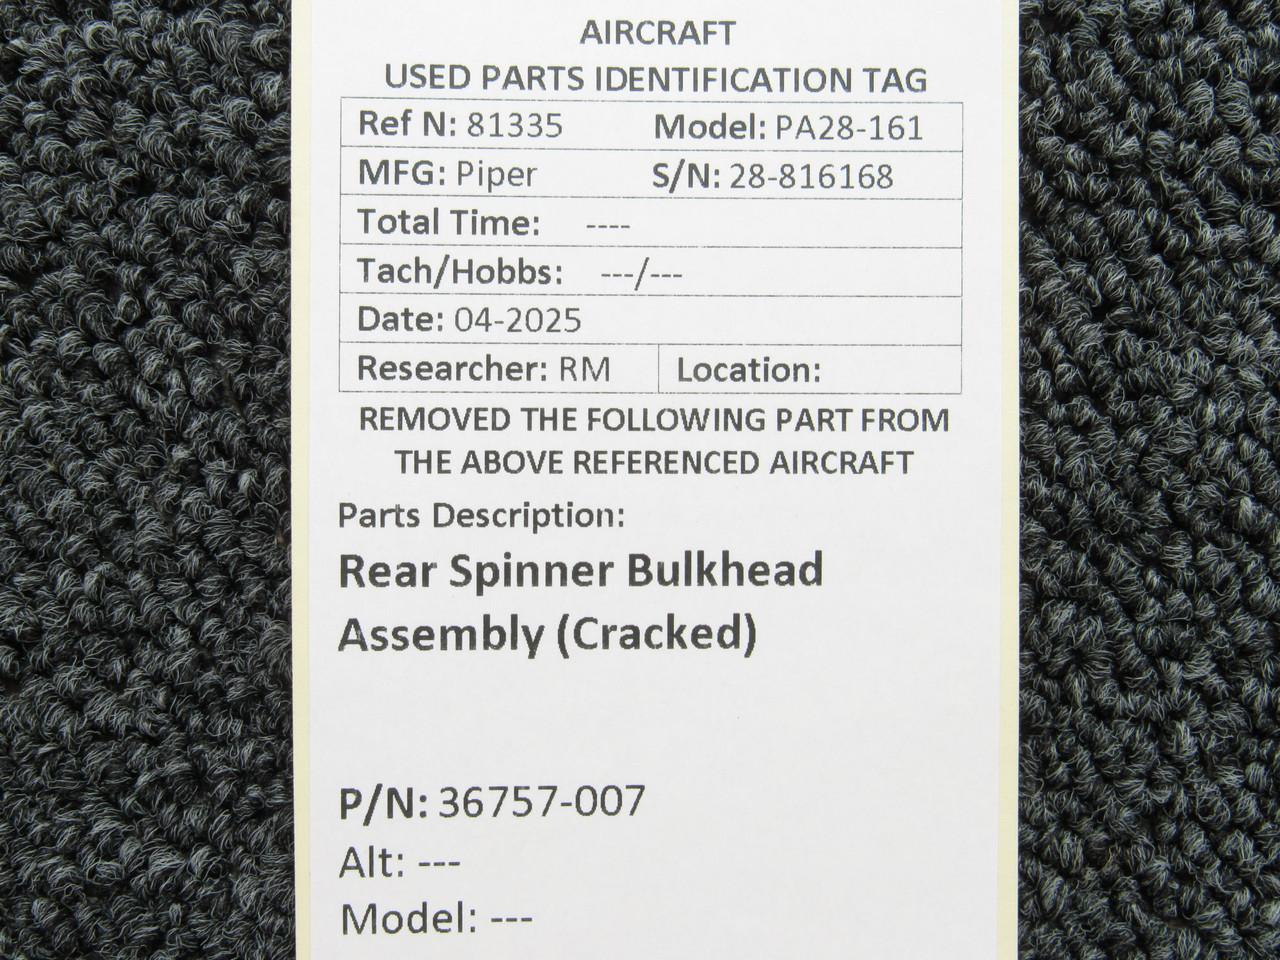 AIRCRAFT
USED PARTS IDENTIFICATION TAG
Ref N: 81335 Model: PA28-161
MFG: Piper S/N: 28-816168
Total Time: ----
Tach/Hobbs: ---/---
Date: 04-2025
Researcher: RM Location:
REMOVED THE FOLLOWING PART FROM
THE ABOVE REFERENCED AIRCRAFT
Parts Description:
Rear Spinner Bulkhead
Assembly (Cracked)
P/N: 36757-007
Alt: ---
Model: ---